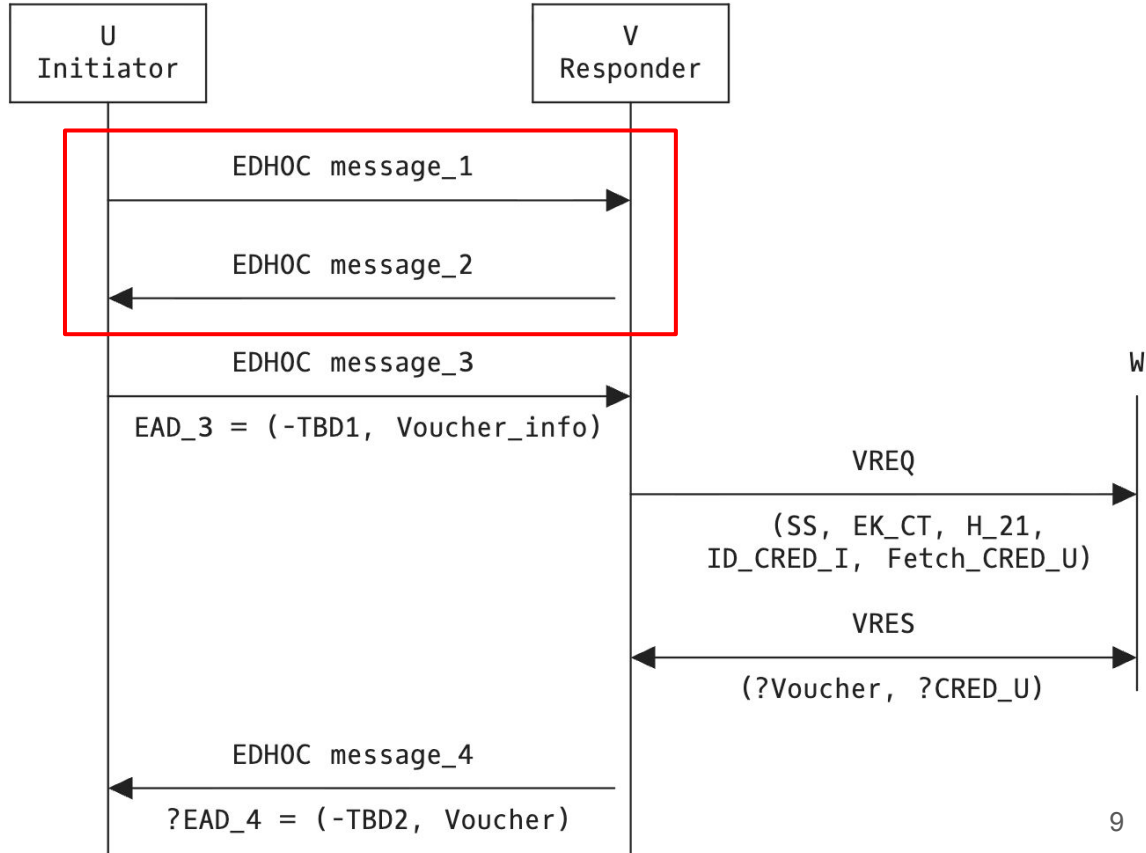 U
Initiator
V
Responder
EDHOC message_1
EDHOC message_2
EDHOC message_3
W
EAD_3 = (-TBD1, Voucher_info)
VREQ
(SS, EK_CT, H_21,
ID_CRED_I, Fetch_CRED_U)
VRES
(?Voucher, ?CRED_U)
EDHOC message_4
?EAD_4 = (-TBD2, Voucher)
9